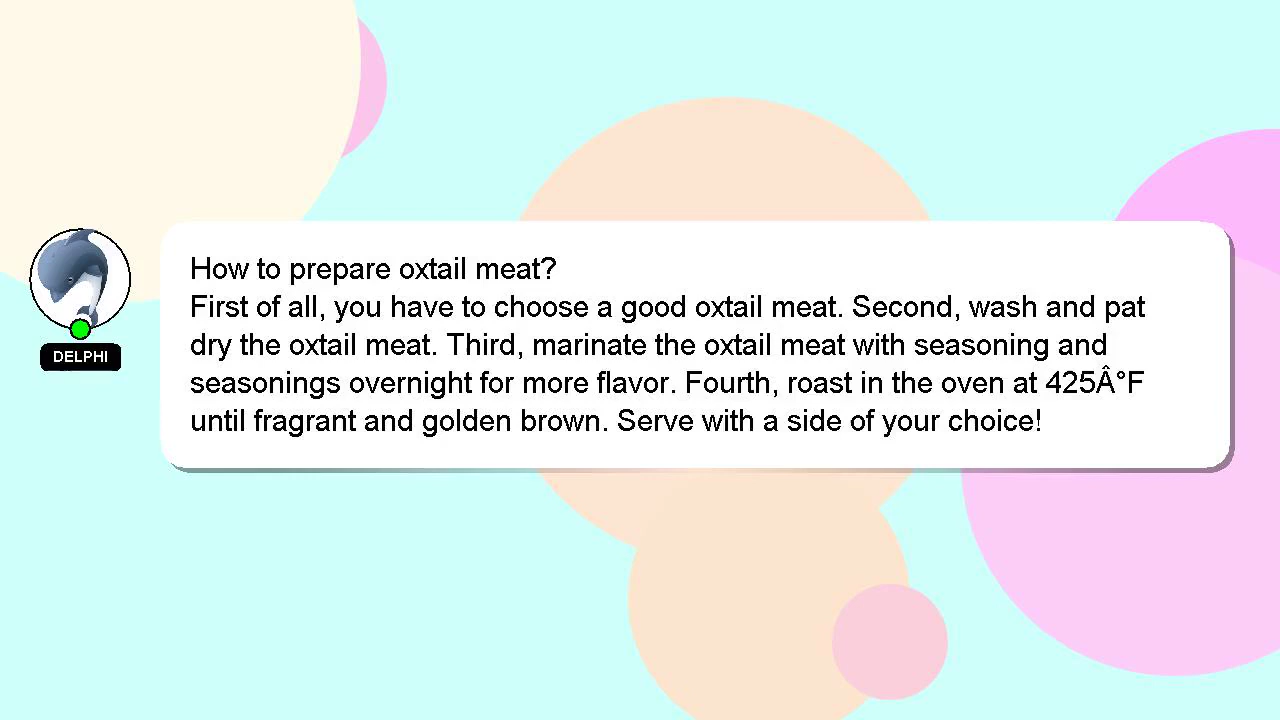 How to prepare oxtail meat?
First of all, you have to choose a good oxtail meat. Second, wash and pat
dry the oxtail meat. Third, marinate the oxtail meat with seasoning and
seasonings overnight for more flavor. Fourth, roast in the oven at 425Â°F
until fragrant and golden brown. Serve with a side of your choice!
DELPHI